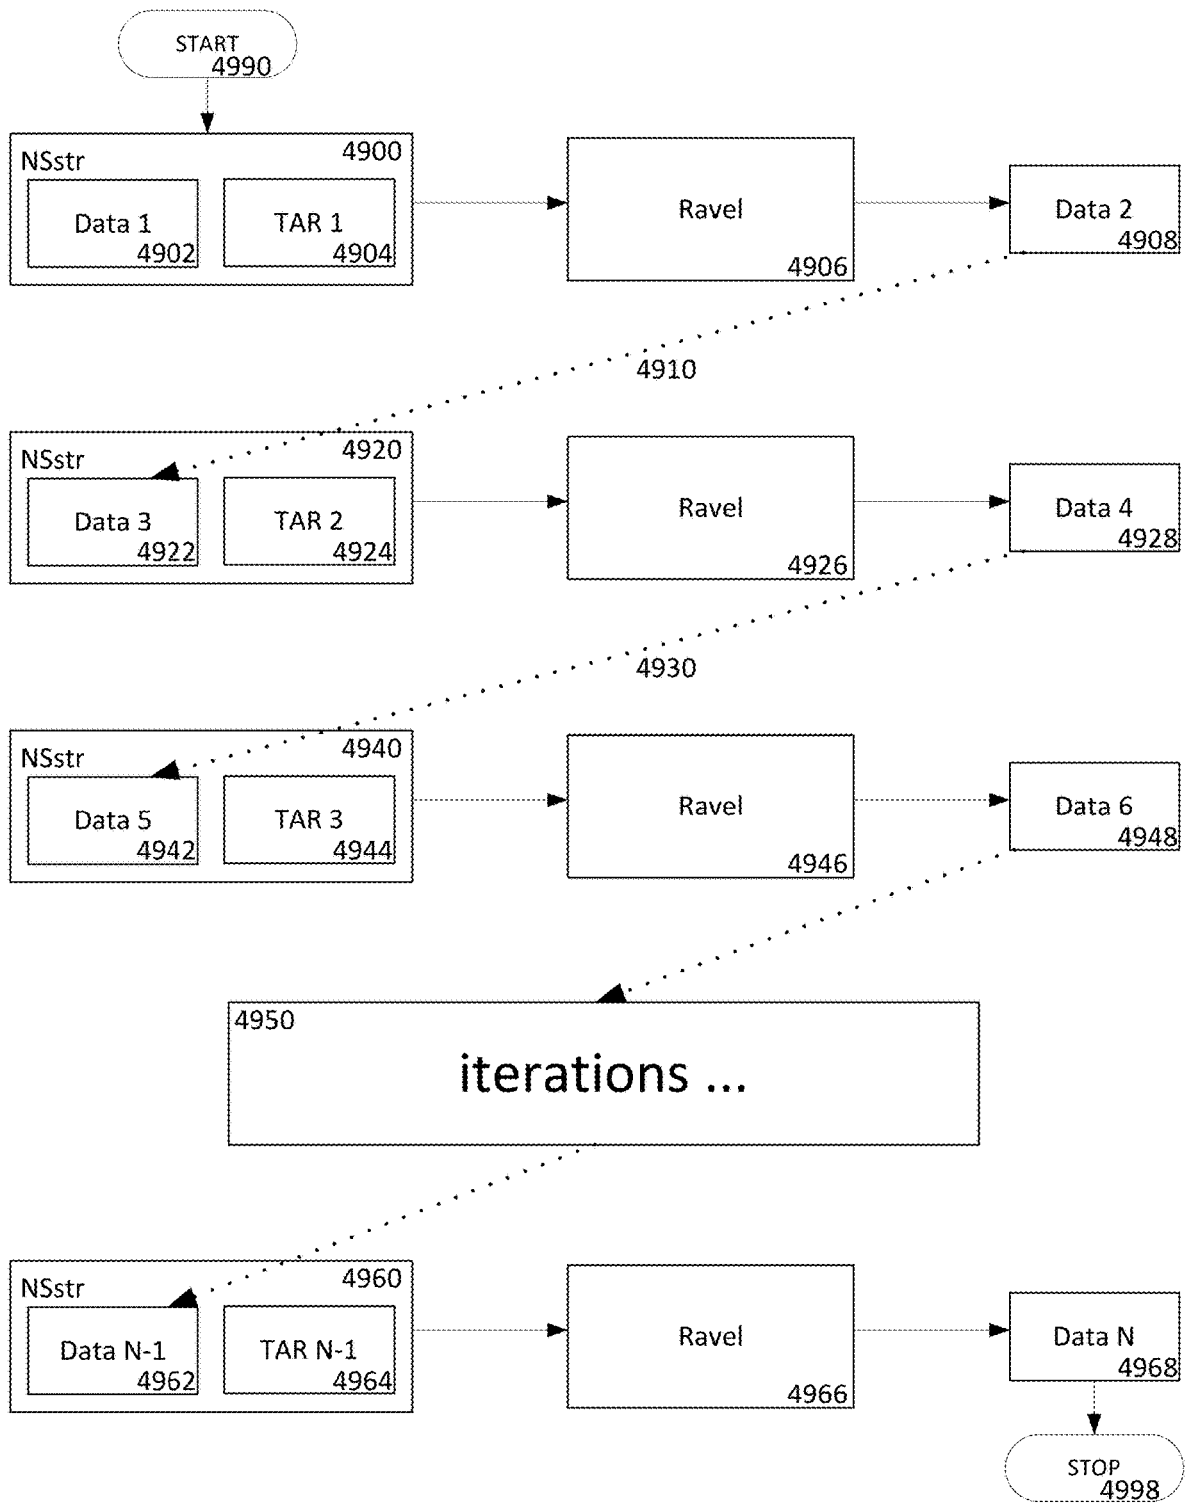 START
4990
NSstr 4900
Data 1
4902
TAR 1
4904
Ravel
4906
Data 2
4908
4910
NSstr 4920
Data 3
4922
TAR 2
4924
Ravel
4926
Data 4
4928
4930
NSstr 4940
Data 5
4942
TAR 3
4944
Ravel
4946
Data 6
4948
4950
iterations ...
NSstr 4960
Data N-1
4962
TAR N-1
4964
Ravel
4966
Data N
4968
STOP
4998